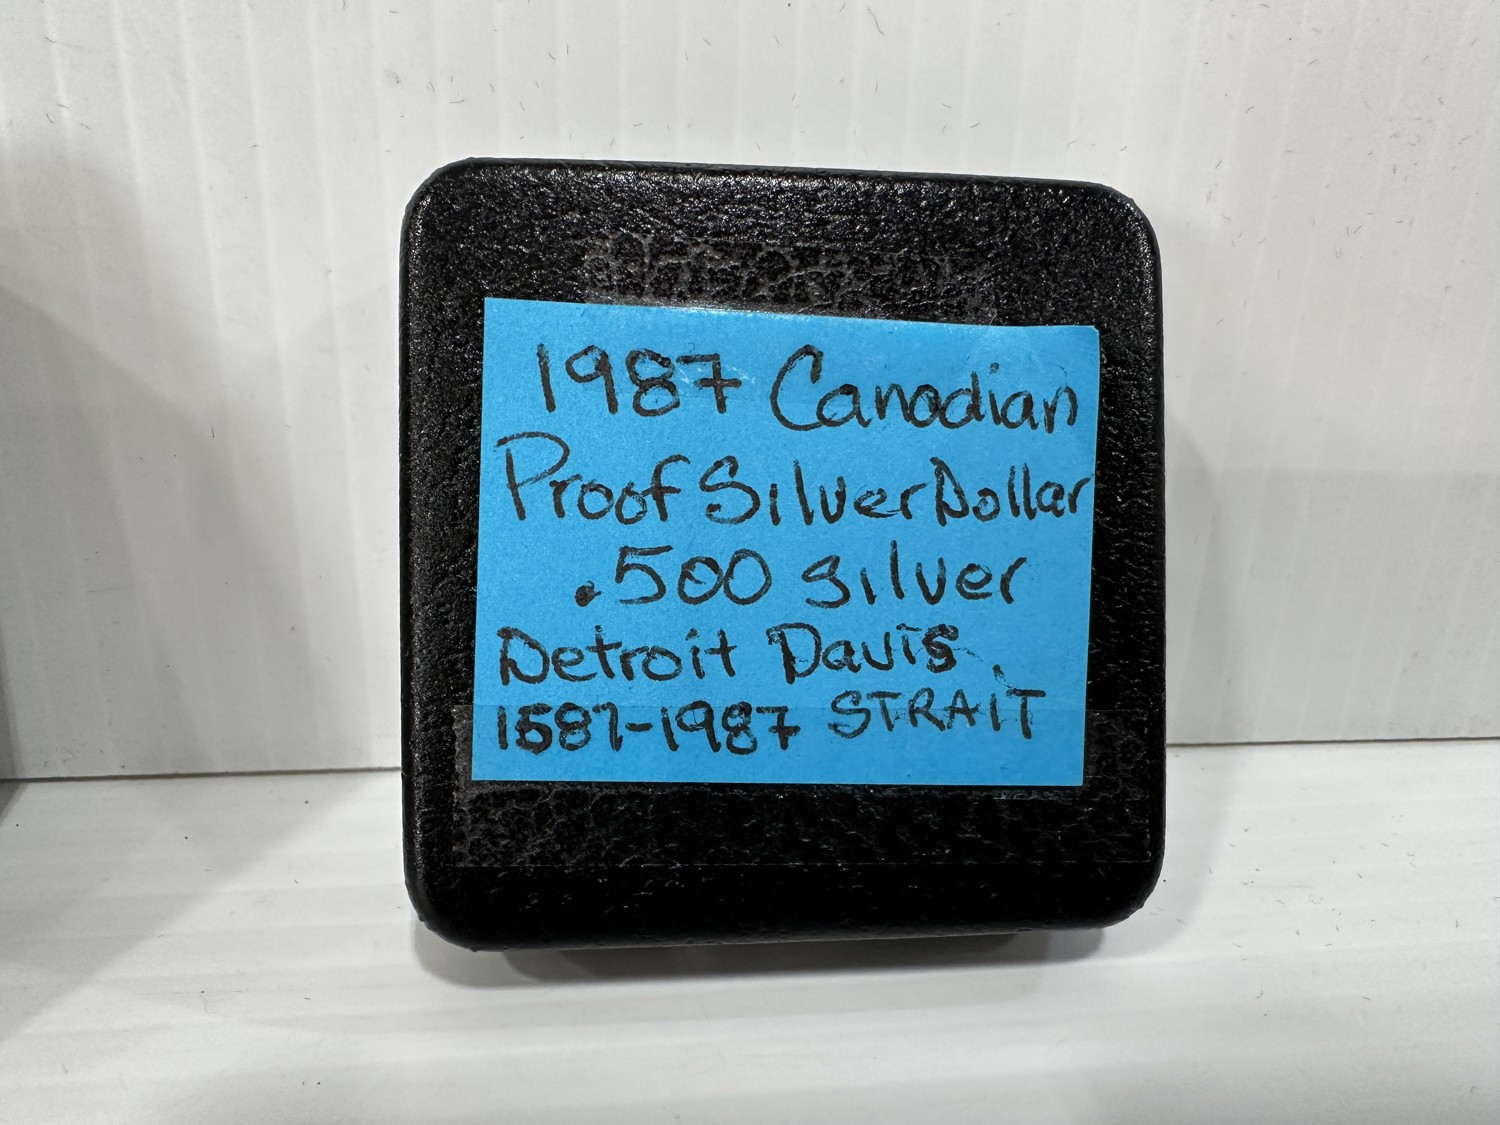 1987 Canadian
Proof Silver Dollar
.500 silver
Detroit Davis
1587-1987 STRAIT